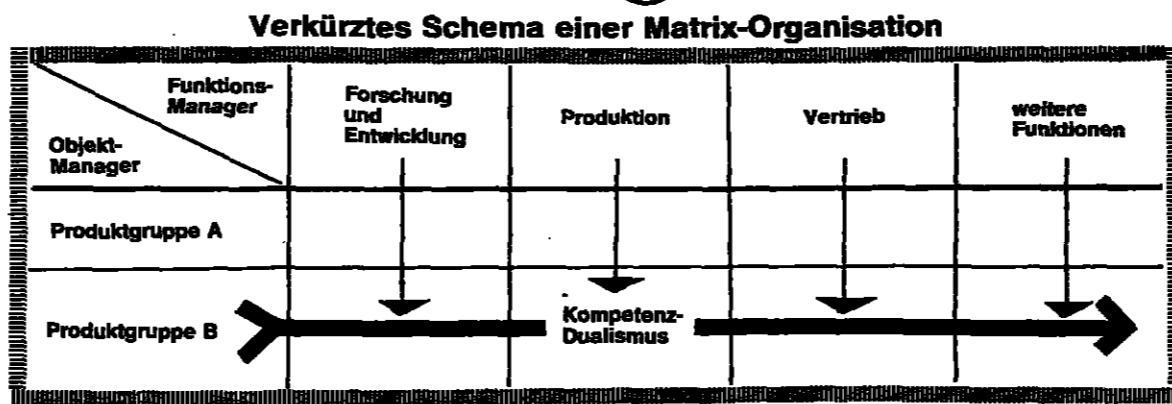 Verkürztes Schema einer Matrix-Organisation
Funktions-
Manager
Objekt-
Manager
Forschung
und
Entwicklung
Produktion
Vertrieb
weitere
Funktionen
Produktgruppe A
Produktgruppe B
Kompetenz-
Dualismus